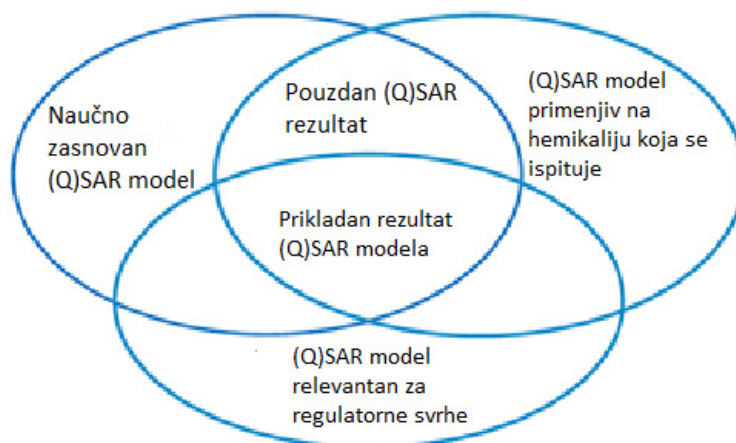 Naučno
zasnovan
(Q)SAR model
Pouzdan (Q)SAR
rezultat
(Q)SAR model
primenjiv na
hemikaliju koja se
ispituje
Prikladan rezultat
(Q)SAR modela
(Q)SAR model
relevantan za
regulatorne svrhe